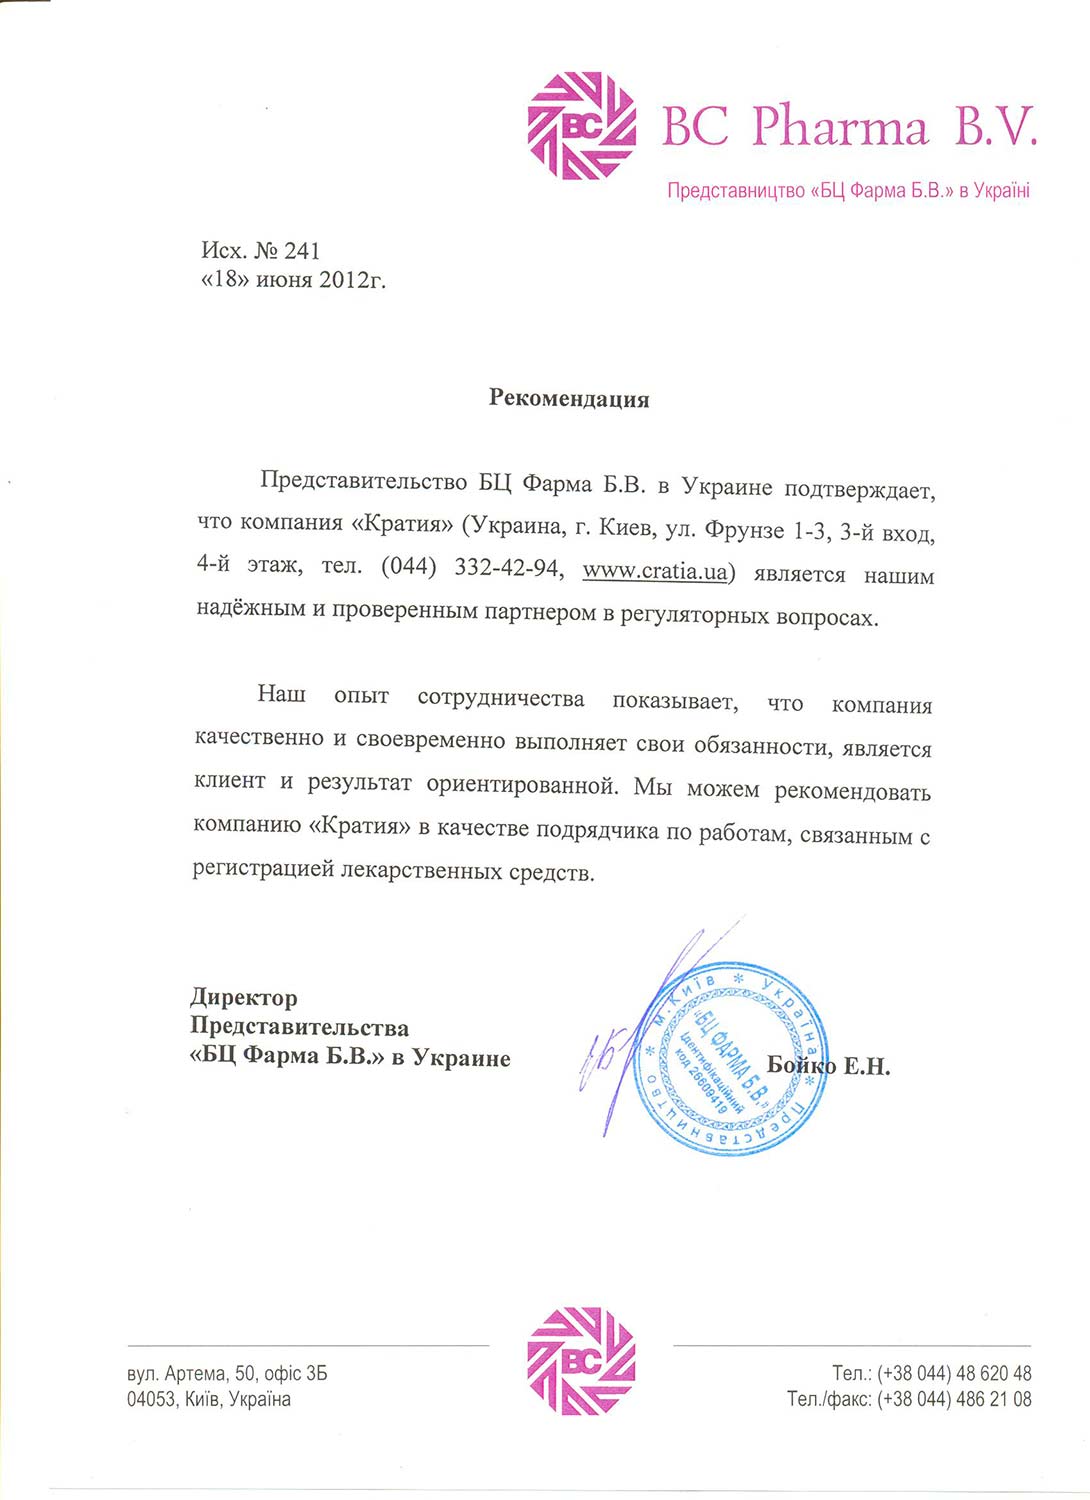 BC
BC Pharma B.V.
Представництво «БЦ Фарма Б.В.» в Україні
Исх. № 241
«18» июня 2012г.
Рекомендация
Представительство БЦ Фарма Б.В. в Украине подтверждает,
что компания «Кратия» (Украина, г. Киев, ул. Фрунзе 1-3, 3-й вход,
4-й этаж, тел. (044) 332-42-94, www.cratia.ua) является нашим
надёжным и проверенным партнером в регуляторных вопросах.
Наш опыт сотрудничества показывает, что компания
качественно и своевременно выполняет свои обязанности, является
клиент и результат ориентированной. Мы можем рекомендовать
компанию «Кратия» в качестве подрядчика по работам, связанным с
регистрацией лекарственных средств.
Директор
Представительства
«БЦ Фарма Б.В.» в Украине
Бойко Е.Н.
м.Київ * Україна * Представництво *
"БЦ ФАРМА Б.В."
Ідентифікаційний
код 26609419
BC
вул. Артема, 50, офіс 3Б
04053, Київ, Україна
Тел.: (+38 044) 48 620 48
Тел./факс: (+38 044) 486 21 08